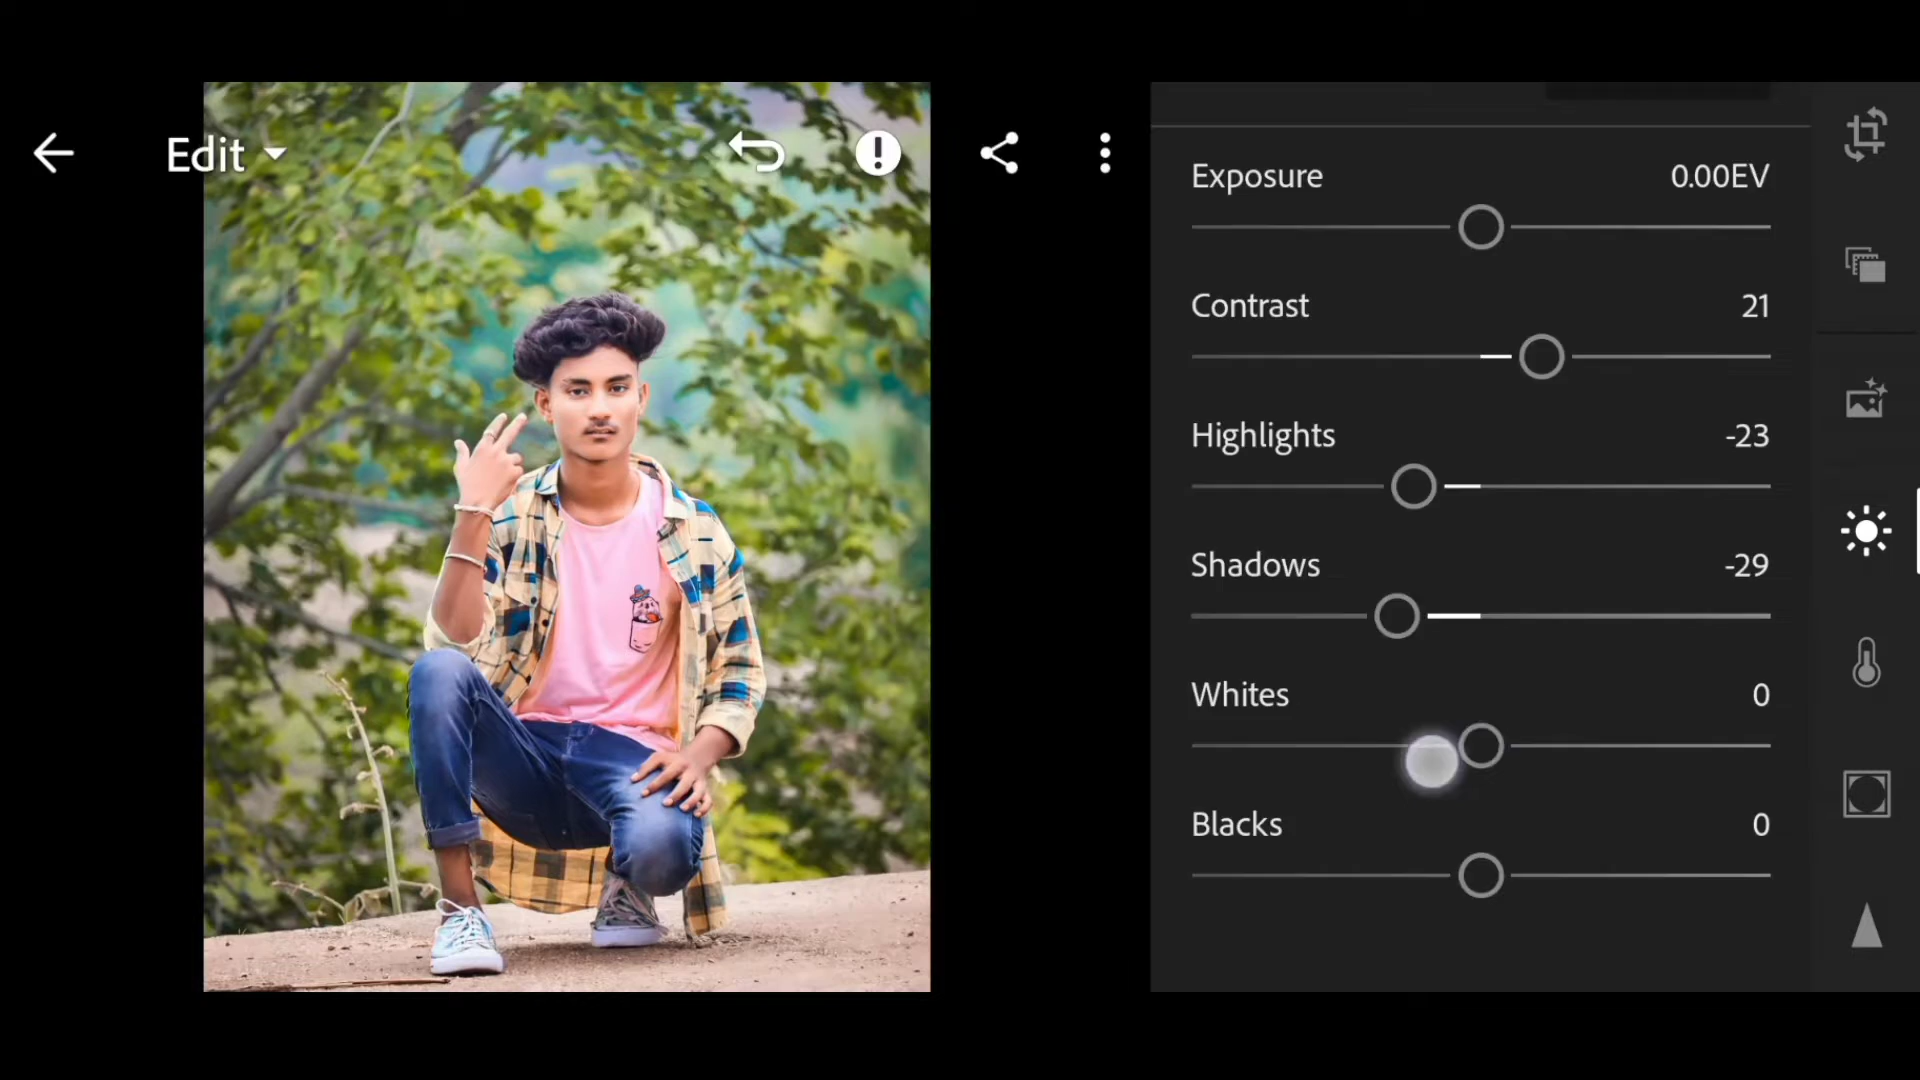 Edit
Exposure 0.00EV
Contrast 21
Highlights -23
Shadows -29
Whites 0
Blacks 0